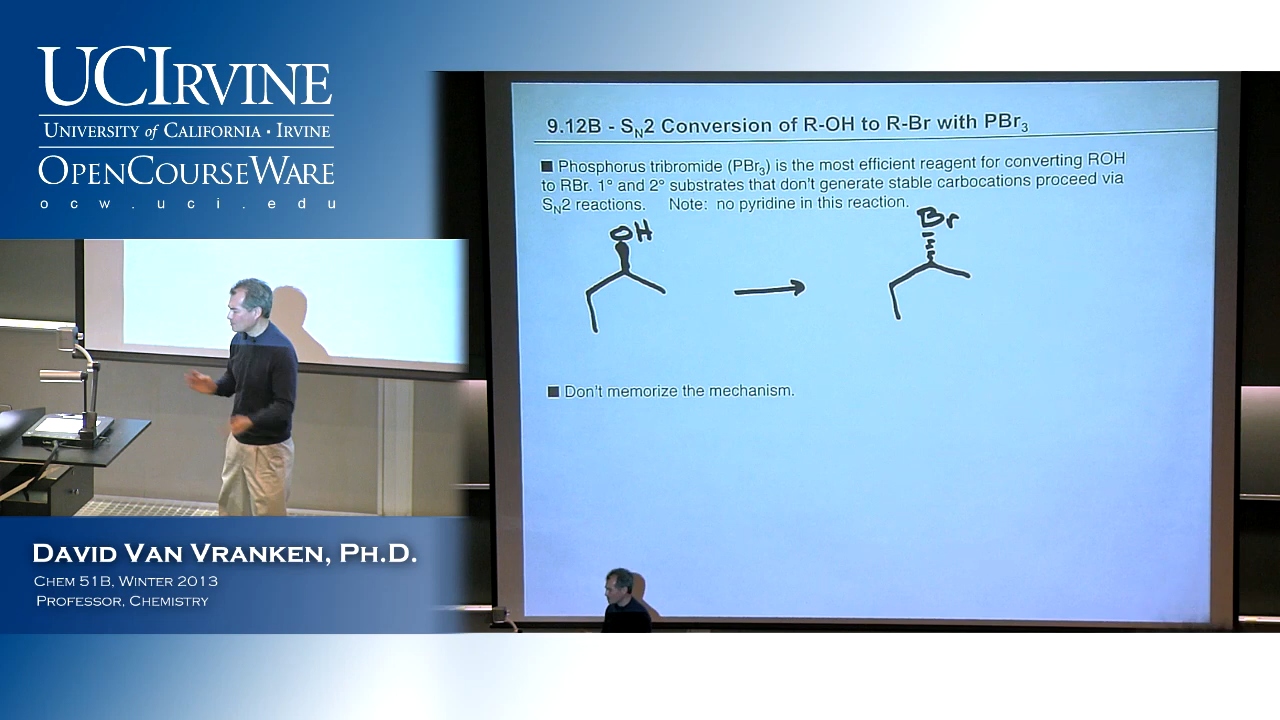 UCIRVINE
UNIVERSITY of CALIFORNIA · IRVINE
OPENCOURSEWARE
ocw.uci.edu
9.12B - SN2 Conversion of R-OH to R-Br with PBr3
■ Phosphorus tribromide (PBr3) is the most efficient reagent for converting ROH
to RBr. 1° and 2° substrates that don't generate stable carbocations proceed via
SN2 reactions. Note: no pyridine in this reaction.
OH
Br
■ Don't memorize the mechanism.
DAVID VAN VRANKEN, PH.D.
CHEM 51B, WINTER 2013
PROFESSOR, CHEMISTRY